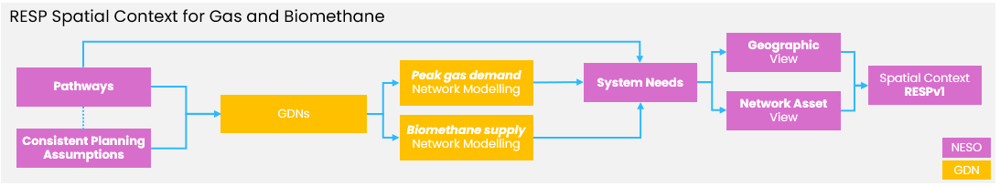 RESP Spatial Context for Gas and Biomethane
Pathways
Consistent Planning
Assumptions
GDNs
Peak gas demand
Network Modelling
Biomethane supply
Network Modelling
System Needs
Geographic
View
Network Asset
View
Spatial Context
RESPv1
NESO
GDN